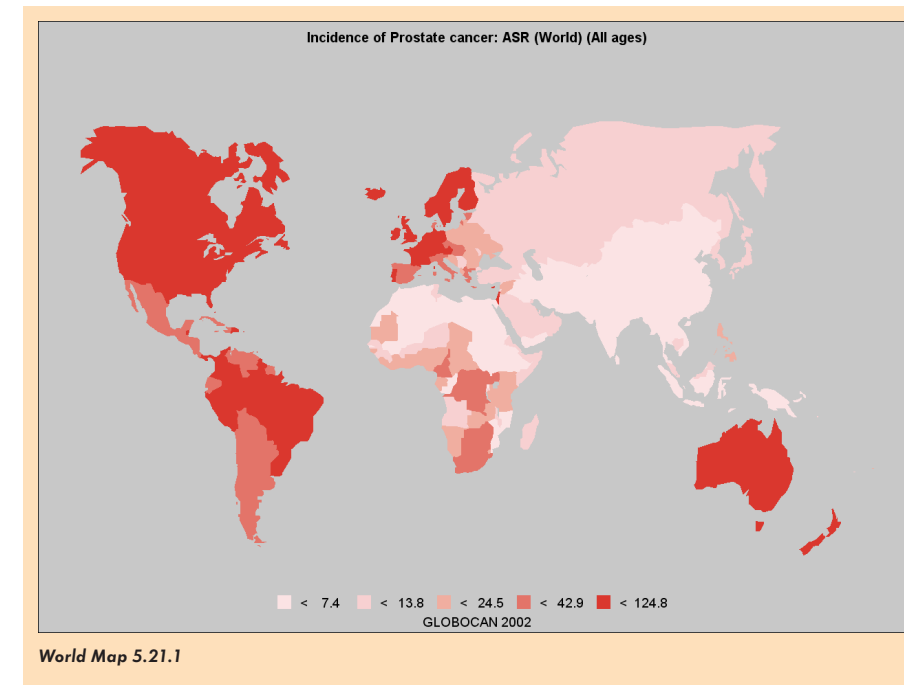 Incidence of Prostate cancer: ASR (World) (All ages)
< 7.4 < 13.8 < 24.5 < 42.9 < 124.8
GLOBOCAN 2002
World Map 5.21.1